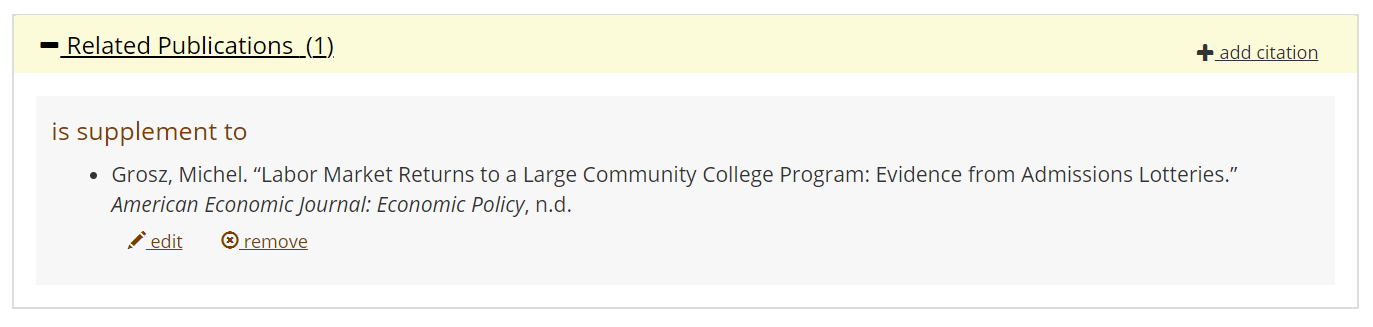 Related Publications (1)
add citation
is supplement to
Grosz, Michel. “Labor Market Returns to a Large Community College Program: Evidence from Admissions Lotteries.”
American Economic Journal: Economic Policy, n.d.
edit remove